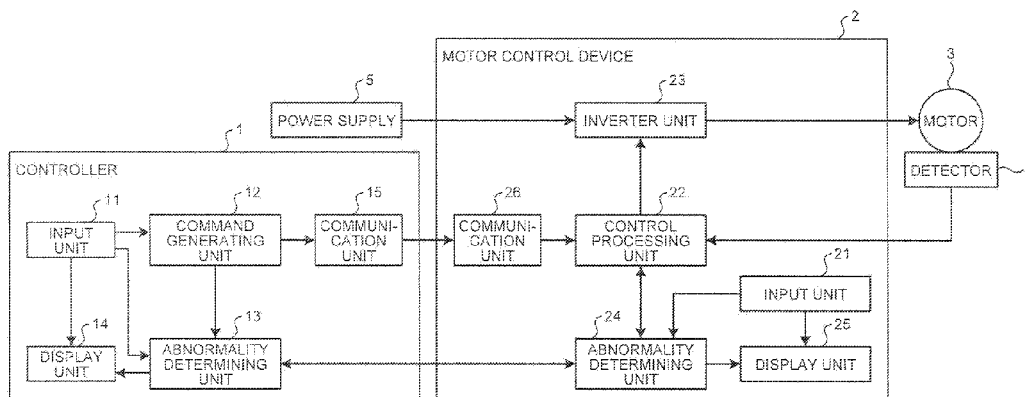 2
MOTOR CONTROL DEVICE
5
POWER SUPPLY
23
INVERTER UNIT
3
MOTOR
DETECTOR
1
CONTROLLER
11
INPUT
UNIT
12
COMMAND
GENERATING
UNIT
15
COMMUNI-
CATION
UNIT
26
COMMUNI-
CATION
UNIT
22
CONTROL
PROCESSING
UNIT
21
INPUT UNIT
14
DISPLAY
UNIT
13
ABNORMALITY
DETERMINING
UNIT
24
ABNORMALITY
DETERMINING
UNIT
25
DISPLAY UNIT